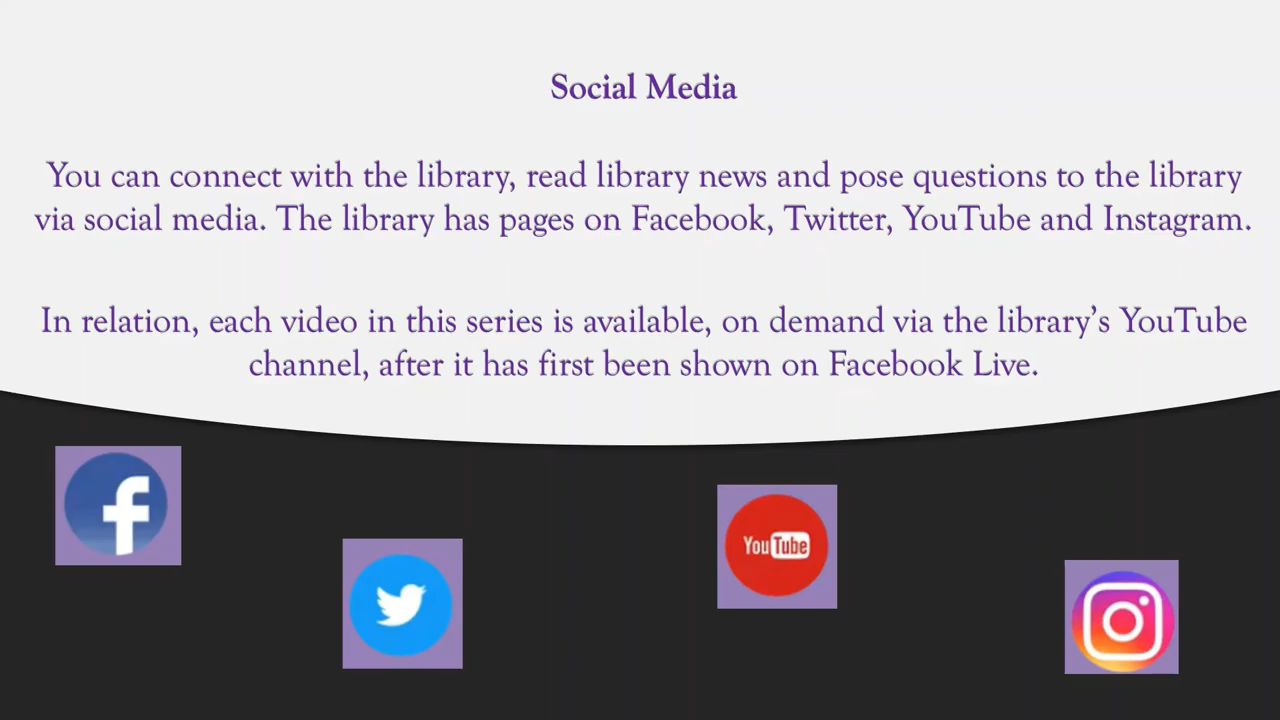 Social Media
You can connect with the library, read library news and pose questions to the library
via social media. The library has pages on Facebook, Twitter, YouTube and Instagram.
In relation, each video in this series is available, on demand via the library’s YouTube
channel, after it has first been shown on Facebook Live.
f
YouTube